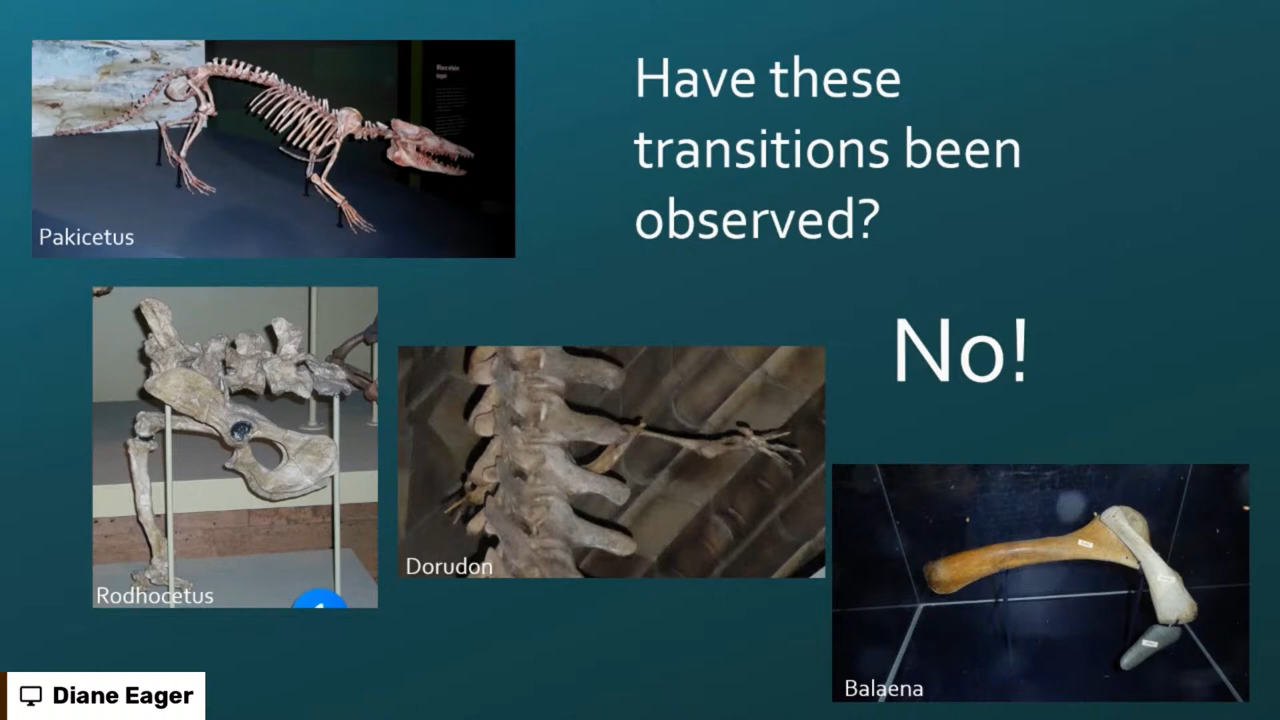 Have these
transitions been
observed?
No!
Pakicetus
Rodhocetus
Dorudon
Balaena
Diane Eager